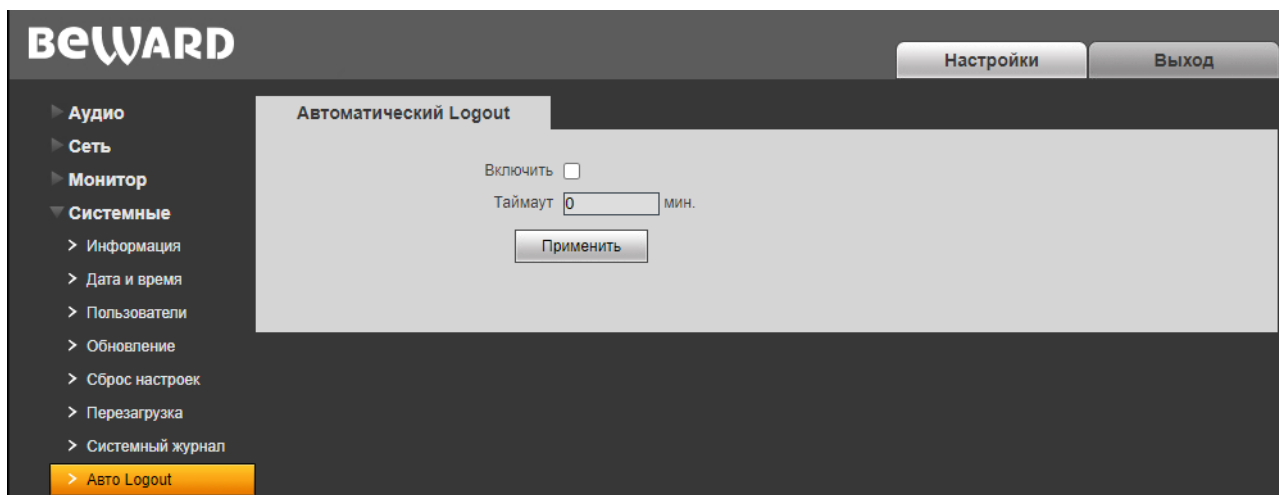 BEWARD
Настройки
Выход
Аудио
Сеть
Монитор
Системные
Информация
Дата и время
Пользователи
Обновление
Сброс настроек
Перезагрузка
Системный журнал
Авто Logout
Автоматический Logout
Включить
Таймаут 0 мин.
Применить